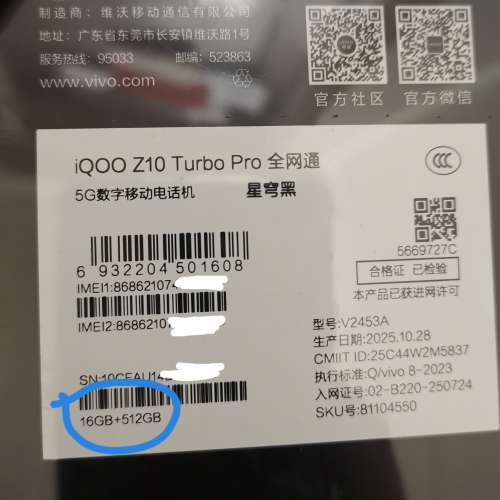 制造商：维沃移动通信有限公司
地址：广东省东莞市长安镇维沃路1号
服务热线：95033 邮编：523863
www.vivo.com
官方社区 官方微信
iQOO Z10 Turbo Pro 全网通
5G数字移动电话机 星穹黑
6 932204 501608
IMEI1:868621074
IMEI2:8686210
SN:10CEAU14
16GB+512GB
5669727C
合格证 已检验
本产品已获进网许可
型号:V2453A
生产日期:2025.10.28
CMIIT ID:25C44W2M5837
执行标准:Q/vivo 8-2023
入网证号:02-B220-250724
SKU号:81104550